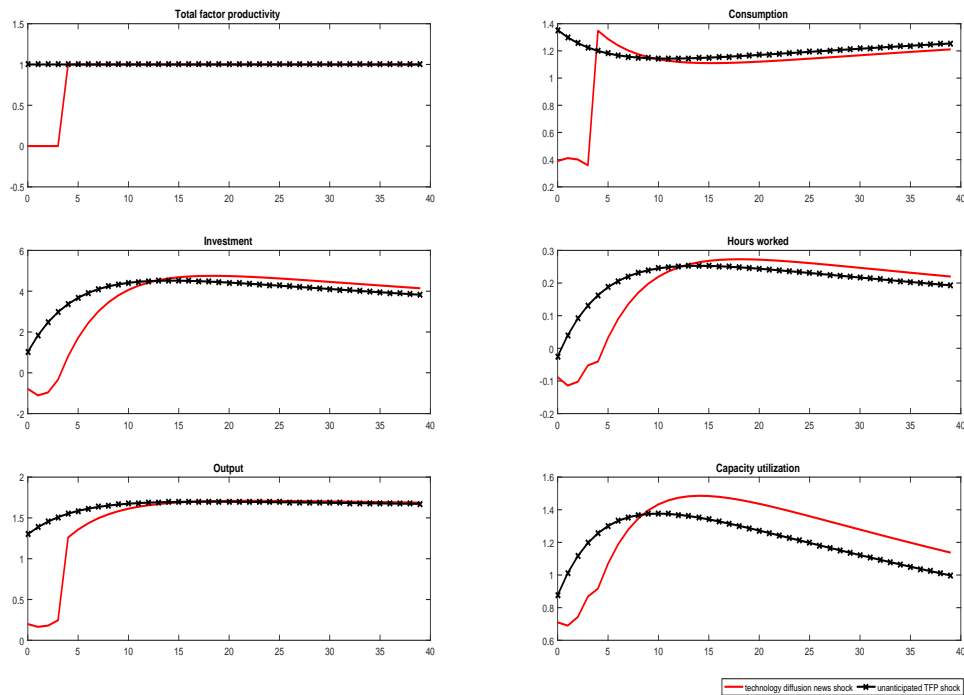 Total factor productivity
1.5
1
0.5
0
-0.5
0 5 10 15 20 25 30 35 40
Consumption
1.4
1.2
1
0.8
0.6
0.4
0.2
0 5 10 15 20 25 30 35 40
Investment
6
4
2
0
-2
0 5 10 15 20 25 30 35 40
Hours worked
0.3
0.2
0.1
0
-0.1
-0.2
0 5 10 15 20 25 30 35 40
Output
2
1.5
1
0.5
0
0 5 10 15 20 25 30 35 40
Capacity utilization
1.6
1.4
1.2
1
0.8
0.6
0 5 10 15 20 25 30 35 40
technology diffusion news shock unanticipated TFP shock